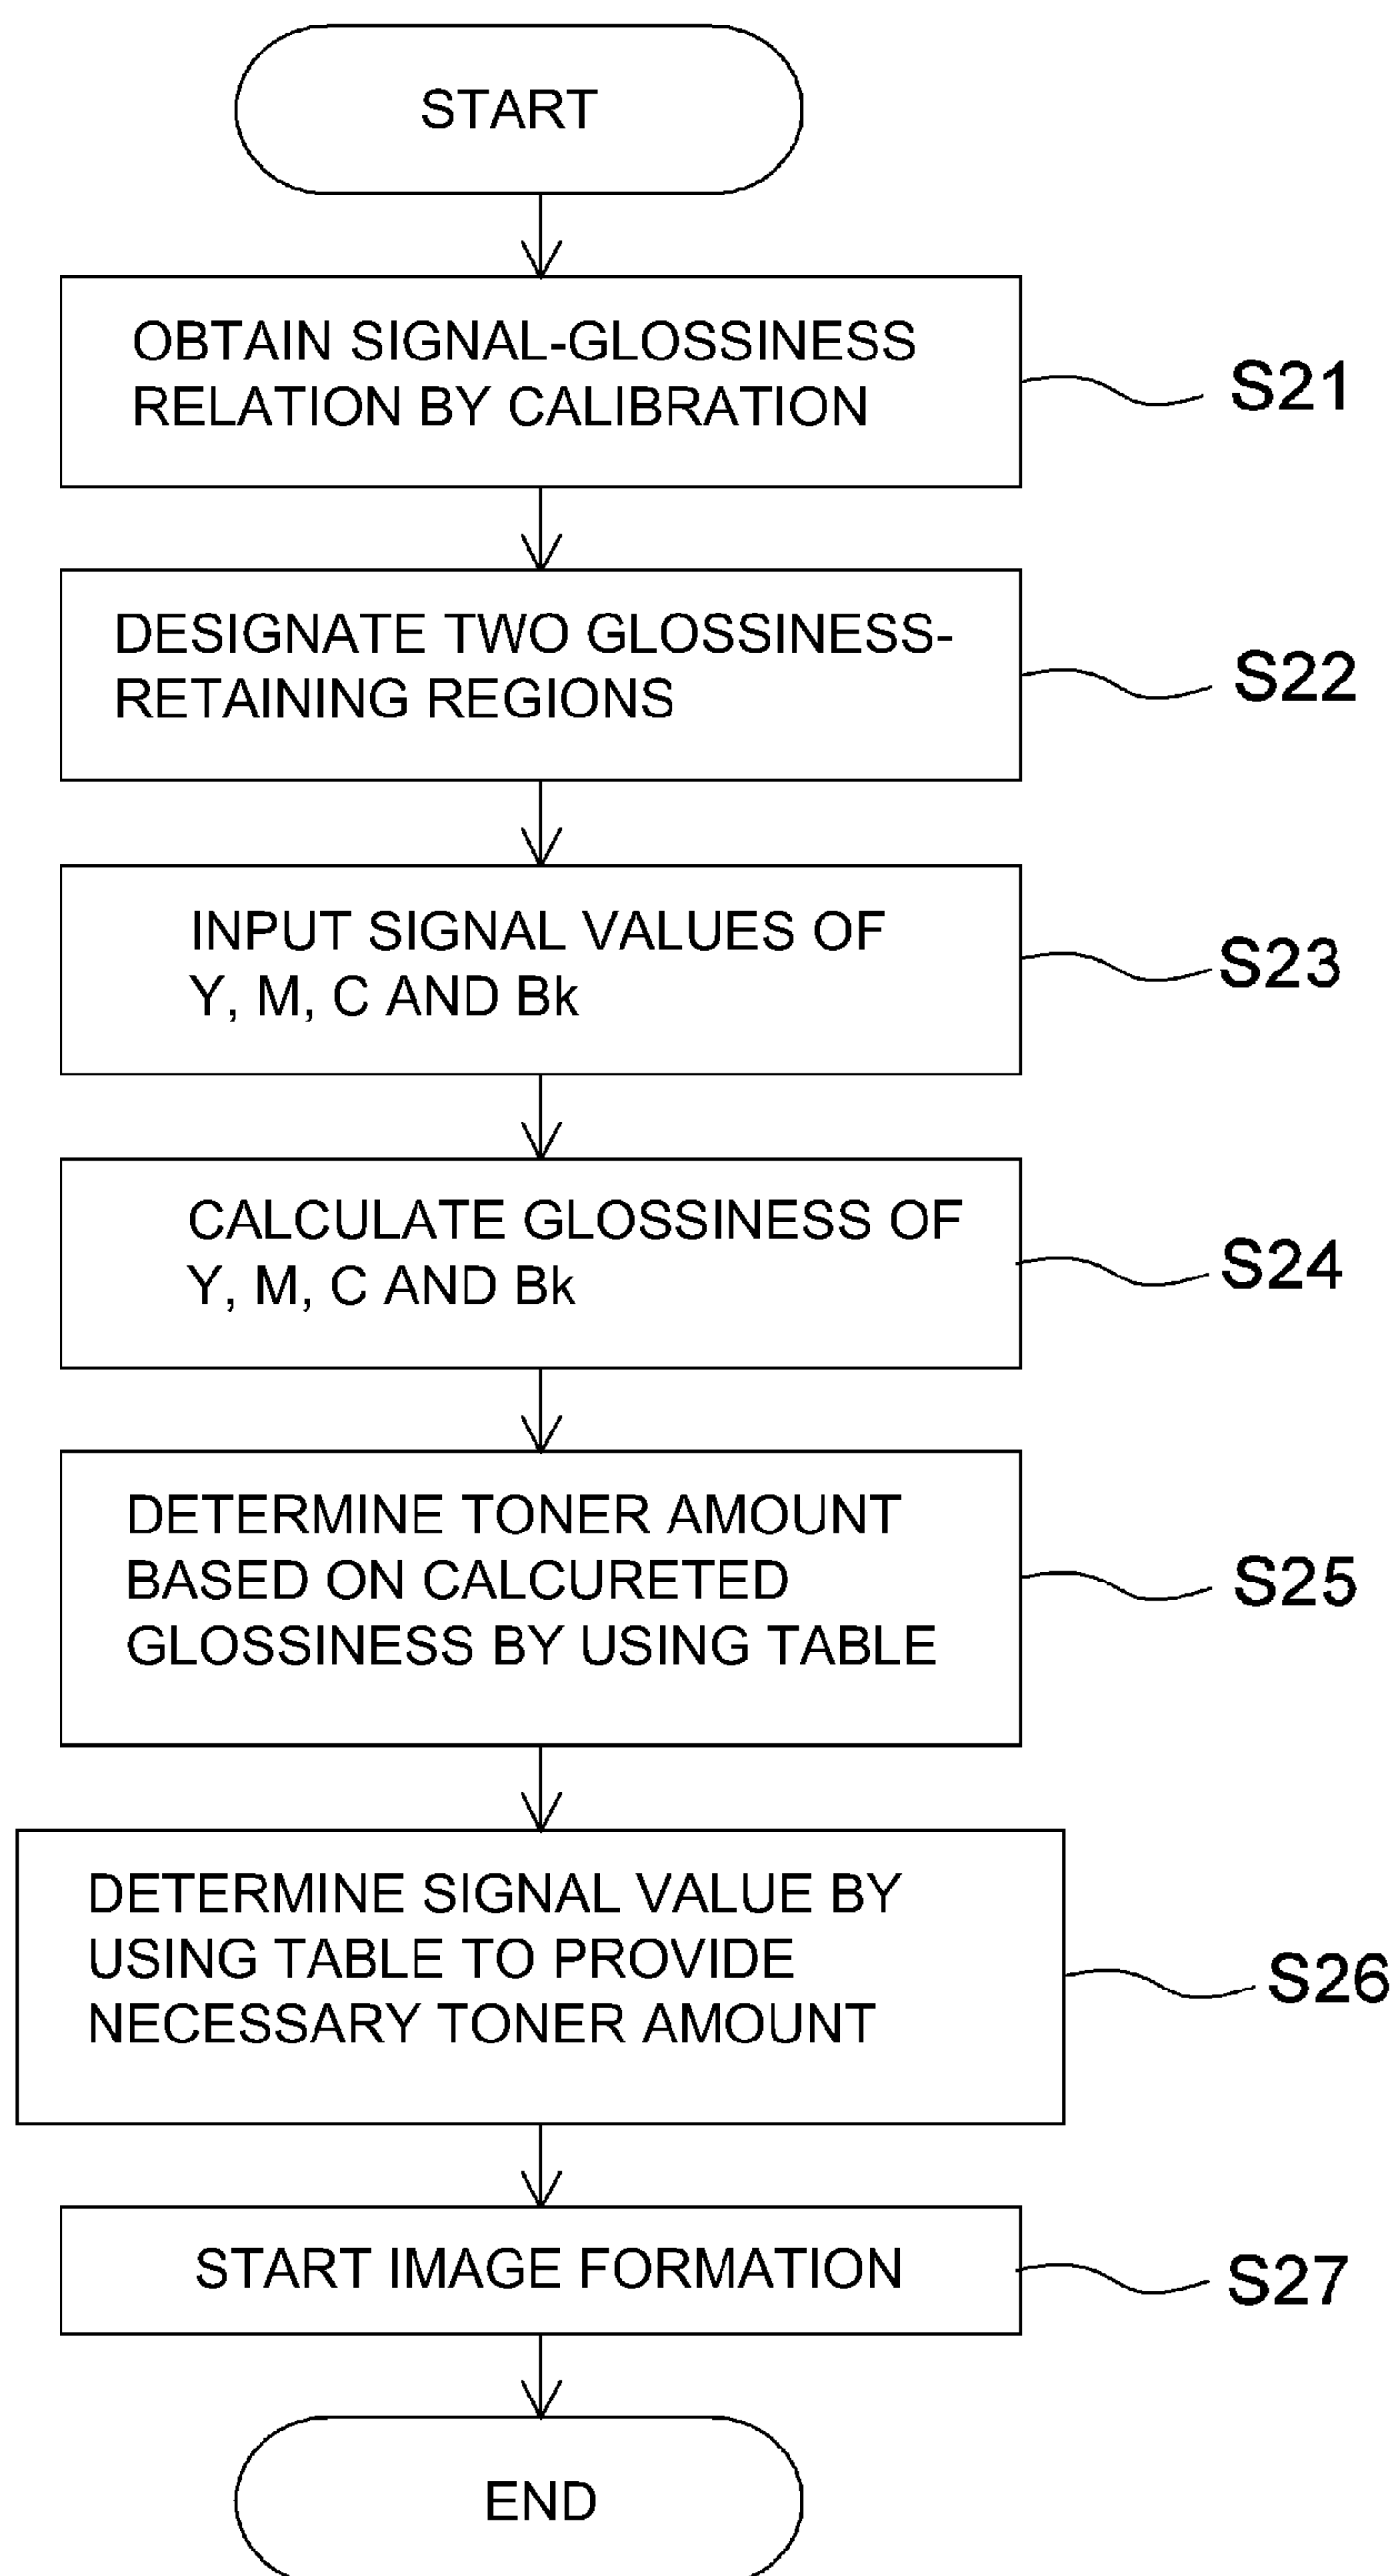 START
OBTAIN SIGNAL-GLOSSINESS
RELATION BY CALIBRATION
S21
DESIGNATE TWO GLOSSINESS-
RETAINING REGIONS
S22
INPUT SIGNAL VALUES OF
Y, M, C AND Bk
S23
CALCULATE GLOSSINESS OF
Y, M, C AND Bk
S24
DETERMINE TONER AMOUNT
BASED ON CALCURETED
GLOSSINESS BY USING TABLE
S25
DETERMINE SIGNAL VALUE BY
USING TABLE TO PROVIDE
NECESSARY TONER AMOUNT
S26
START IMAGE FORMATION
S27
END